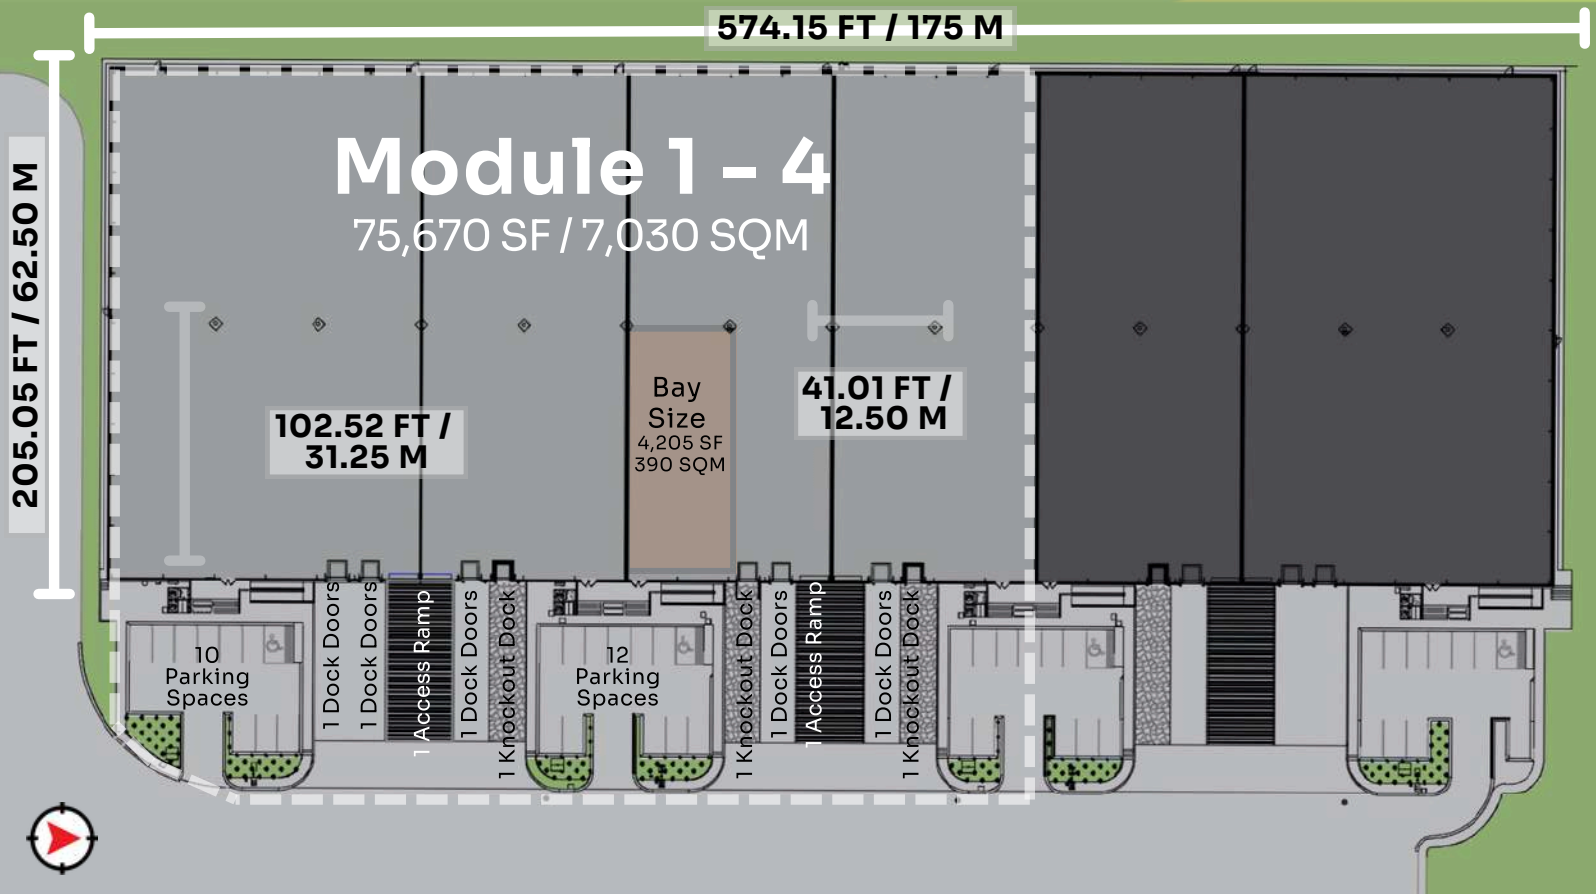 574.15 FT / 175 M
205.05 FT / 62.50 M
Module 1 - 4
75,670 SF / 7,030 SQM
102.52 FT /
31.25 M
Bay
Size
4,205 SF
390 SQM
41.01 FT /
12.50 M
10
Parking
Spaces
1 Dock Doors
1 Dock Doors
1 Access Ramp
1 Dock Doors
1 Knockout Dock
12
Parking
Spaces
1 Knockout Dock
1 Dock Doors
1 Access Ramp
1 Dock Doors
1 Knockout Dock